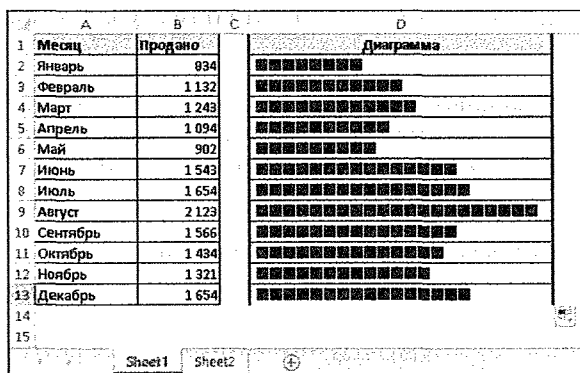 A B C D
1 Месяц Продано Диаграмма
2 Январь 834
3 Февраль 1 132
4 Март 1 243
5 Апрель 1 094
6 Май 902
7 Июнь 1 543
8 Июль 1 654
9 Август 2 123
10 Сентябрь 1 566
11 Октябрь 1 434
12 Ноябрь 1 321
13 Декабрь 1 654
14
15
Sheet1 Sheet2